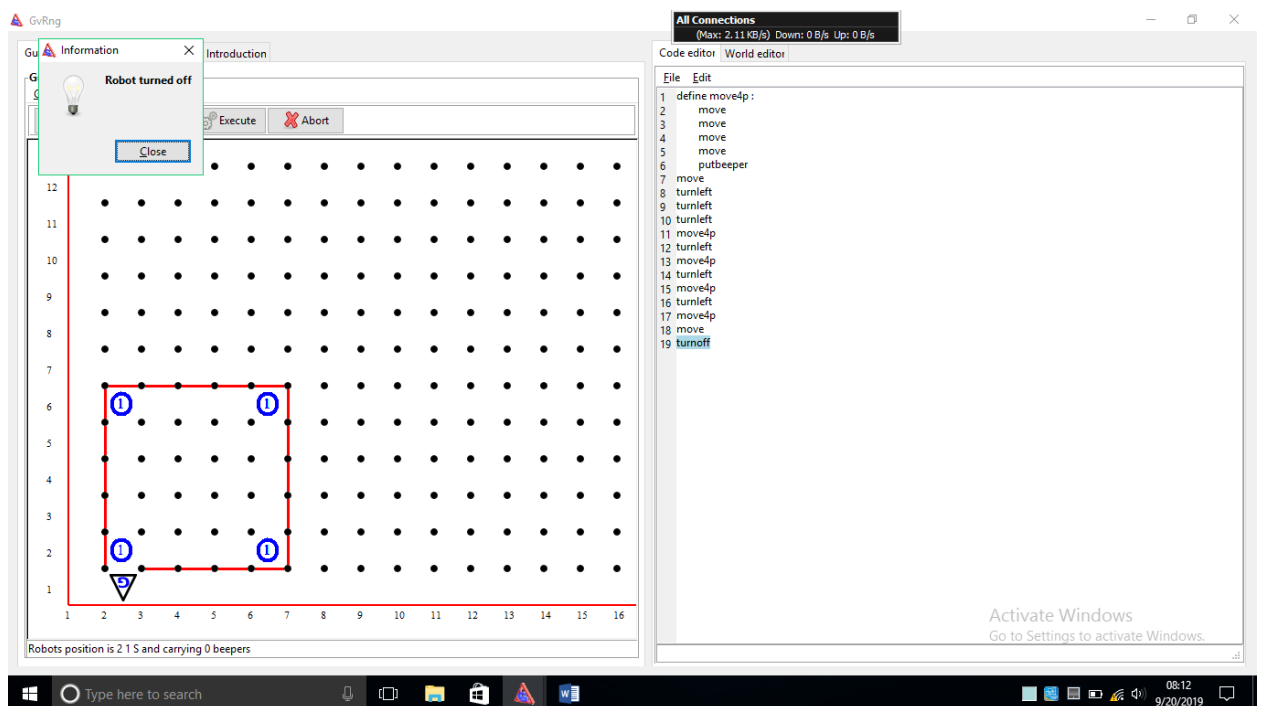 GvRng
All Connections
(Max: 2.11 KB/s) Down: 0 B/s Up: 0 B/s
Information
Introduction
Robot turned off
Close
Execute
Abort
12
11
10
9
8
7
6
5
4
3
2
1
1 2 3 4 5 6 7 8 9 10 11 12 13 14 15 16
1 1
1 1
G
Robots position is 2 1 S and carrying 0 beepers
Code editor World editor
File Edit
1 define move4p :
2 move
3 move
4 move
5 move
6 putbeeper
7 move
8 turnleft
9 turnleft
10 turnleft
11 move4p
12 turnleft
13 move4p
14 turnleft
15 move4p
16 turnleft
17 move4p
18 move
19 turnoff
Activate Windows
Go to Settings to activate Windows.
Type here to search
08:12
9/20/2019